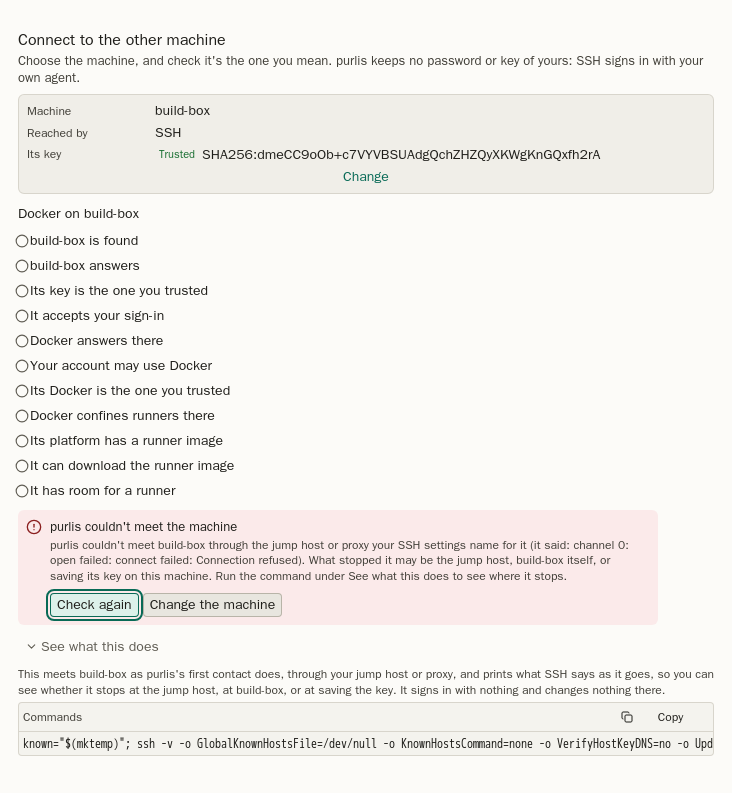 Connect to the other machine
Choose the machine, and check it's the one you mean. purlis keeps no password or key of yours: SSH signs in with your
own agent.
Machine build-box
Reached by SSH
Its key Trusted SHA256:dmeCC9oOb+c7VYVBSUAdgQchZHZQyXKWgKnGQxfh2rA
Change
Docker on build-box
build-box is found
build-box answers
Its key is the one you trusted
It accepts your sign-in
Docker answers there
Your account may use Docker
Its Docker is the one you trusted
Docker confines runners there
Its platform has a runner image
It can download the runner image
It has room for a runner
purlis couldn't meet the machine
purlis couldn't meet build-box through the jump host or proxy your SSH settings name for it (it said: channel 0:
open failed: connect failed: Connection refused). What stopped it may be the jump host, build-box itself, or
saving its key on this machine. Run the command under See what this does to see where it stops.
Check again Change the machine
See what this does
This meets build-box as purlis's first contact does, through your jump host or proxy, and prints what SSH says as it goes, so you can
see whether it stops at the jump host, at build-box, or at saving the key. It signs in with nothing and changes nothing there.
Commands Copy
known="$(mktemp)"; ssh -v -o GlobalKnownHostsFile=/dev/null -o KnownHostsCommand=none -o VerifyHostKeyDNS=no -o Upd